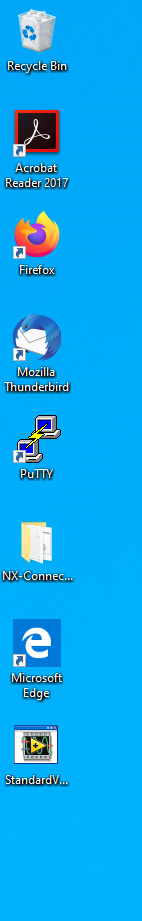 Recycle Bin
Acrobat
Reader 2017
Firefox
Mozilla
Thunderbird
PuTTY
NX-Connec...
Microsoft
Edge
StandardV...